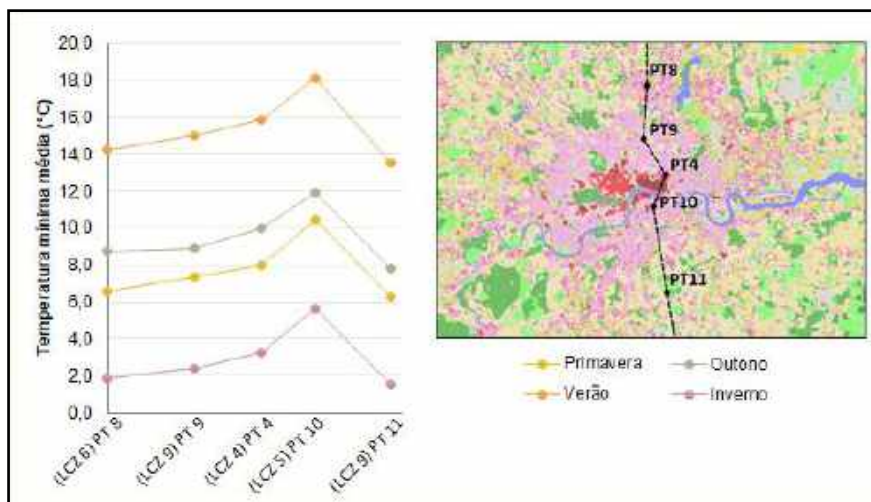 Temperatura mínima média (°C)
20,0
18,0
16,0
14,0
12,0
10,0
8,0
6,0
4,0
2,0
0,0
(LCZ 6) PT 8
(LCZ 9) PT 9
(LCZ 4) PT 4
(LCZ 5) PT 10
(LCZ 9) PT 11
PT8
PT9
PT4
PT10
PT11
Primavera
Outono
Verão
Inverno